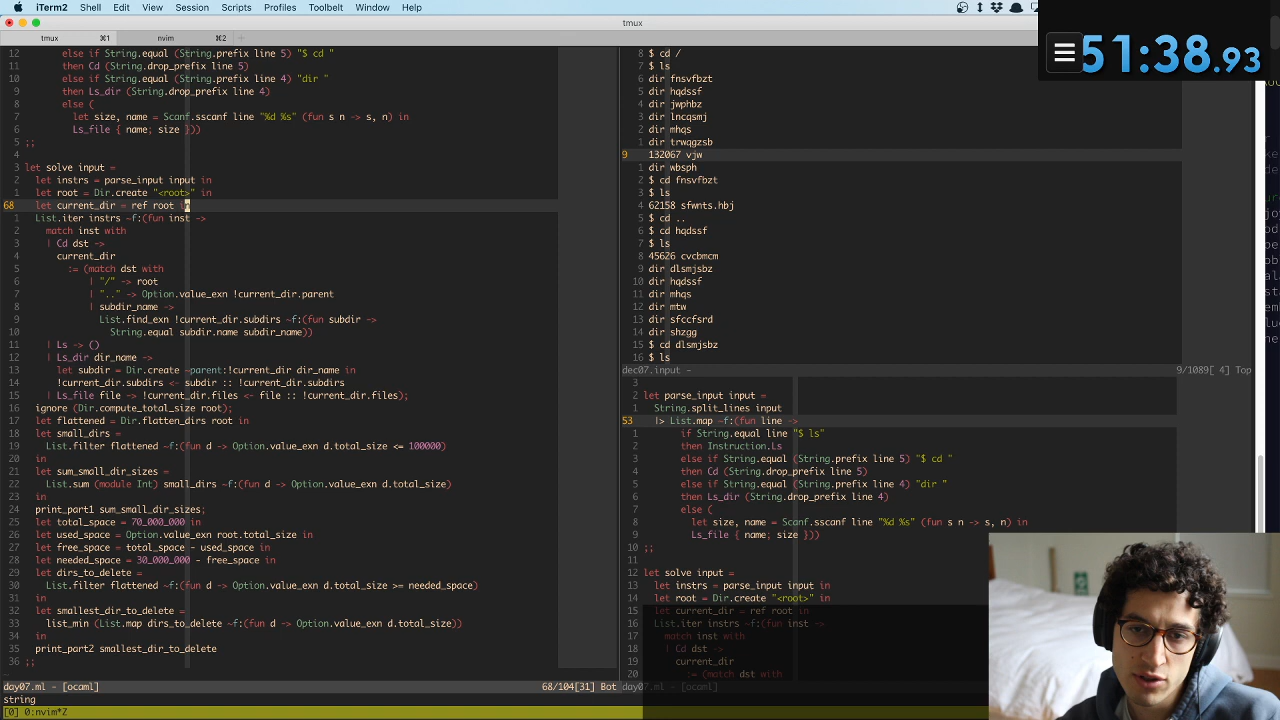 iTerm2 Shell Edit View Session Scripts Profiles Toolbelt Window Help
tmux
tmux ⌘1 nvim ⌘2 +
51:38.93
12 else if String.equal (String.prefix line 5) "$ cd "
11 then Cd (String.drop_prefix line 5)
10 else if String.equal (String.prefix line 4) "dir "
9 then Ls_dir (String.drop_prefix line 4)
8 else (
7 let size, name = Scanf.sscanf line "%d %s" (fun s n -> s, n) in
6 Ls_file { name; size }))
5 ;;
4
3 let solve input =
2 let instrs = parse_input input in
1 let root = Dir.create "<root>" in
68 let current_dir = ref root in
1 List.iter instrs ~f:(fun inst ->
2 match inst with
3 | Cd dst ->
4 current_dir
5 := (match dst with
6 | "/" -> root
7 | ".." -> Option.value_exn !current_dir.parent
8 | subdir_name ->
9 List.find_exn !current_dir.subdirs ~f:(fun subdir ->
10 String.equal subdir.name subdir_name))
11 | Ls -> ()
12 | Ls_dir dir_name ->
13 let subdir = Dir.create ~parent:!current_dir dir_name in
14 !current_dir.subdirs <- subdir :: !current_dir.subdirs
15 | Ls_file file -> !current_dir.files <- file :: !current_dir.files);
16 ignore (Dir.compute_total_size root);
17 let flattened = Dir.flatten_dirs root in
18 let small_dirs =
19 List.filter flattened ~f:(fun d -> Option.value_exn d.total_size <= 100000)
20 in
21 let sum_small_dir_sizes =
22 List.sum (module Int) small_dirs ~f:(fun d -> Option.value_exn d.total_size)
23 in
24 print_part1 sum_small_dir_sizes;
25 let total_space = 70_000_000 in
26 let used_space = Option.value_exn root.total_size in
27 let free_space = total_space - used_space in
28 let needed_space = 30_000_000 - free_space in
29 let dirs_to_delete =
30 List.filter flattened ~f:(fun d -> Option.value_exn d.total_size >= needed_space)
31 in
32 let smallest_dir_to_delete =
33 list_min (List.map dirs_to_delete ~f:(fun d -> Option.value_exn d.total_size))
34 in
35 print_part2 smallest_dir_to_delete
36 ;;
day07.ml - [ocaml] 68/104[31] Bot
string
[0] 0:nvim*Z
8 $ cd /
7 $ ls
6 dir fnsvfbzt
5 dir hqdssf
4 dir jwphbz
3 dir lncqsmj
2 dir mhqs
1 dir trwqgzsb
9 132067 vjw
1 dir wbsph
2 $ cd fnsvfbzt
3 $ ls
4 62158 sfwnts.hbj
5 $ cd ..
6 $ cd hqdssf
7 $ ls
8 45626 cvcbmcm
9 dir dlsmjsbz
10 dir hqdssf
11 dir mhqs
12 dir mtw
13 dir sfccfsrd
14 dir shzgg
15 $ cd dlsmjsbz
16 $ ls
dec07.input - 9/1089[ 4] Top
3
2 let parse_input input =
1 String.split_lines input
53 |> List.map ~f:(fun line ->
1 if String.equal line "$ ls"
2 then Instruction.Ls
3 else if String.equal (String.prefix line 5) "$ cd "
4 then Cd (String.drop_prefix line 5)
5 else if String.equal (String.prefix line 4) "dir "
6 then Ls_dir (String.drop_prefix line 4)
7 else (
8 let size, name = Scanf.sscanf line "%d %s" (fun s n -> s, n) in
9 Ls_file { name; size }))
10 ;;
11
12 let solve input =
13 let instrs = parse_input input in
14 let root = Dir.create "<root>" in
15 let current_dir = ref root in
16 List.iter instrs ~f:(fun inst ->
17 match inst with
18 | Cd dst ->
19 current_dir
20 := (match dst with
day07.ml - [ocaml]